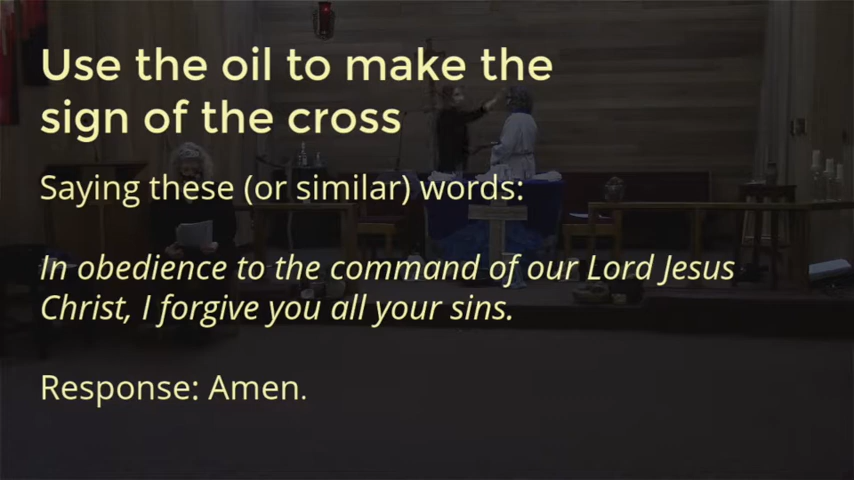 Use the oil to make the
sign of the cross
Saying these (or similar) words:
In obedience to the command of our Lord Jesus
Christ, I forgive you all your sins.
Response: Amen.